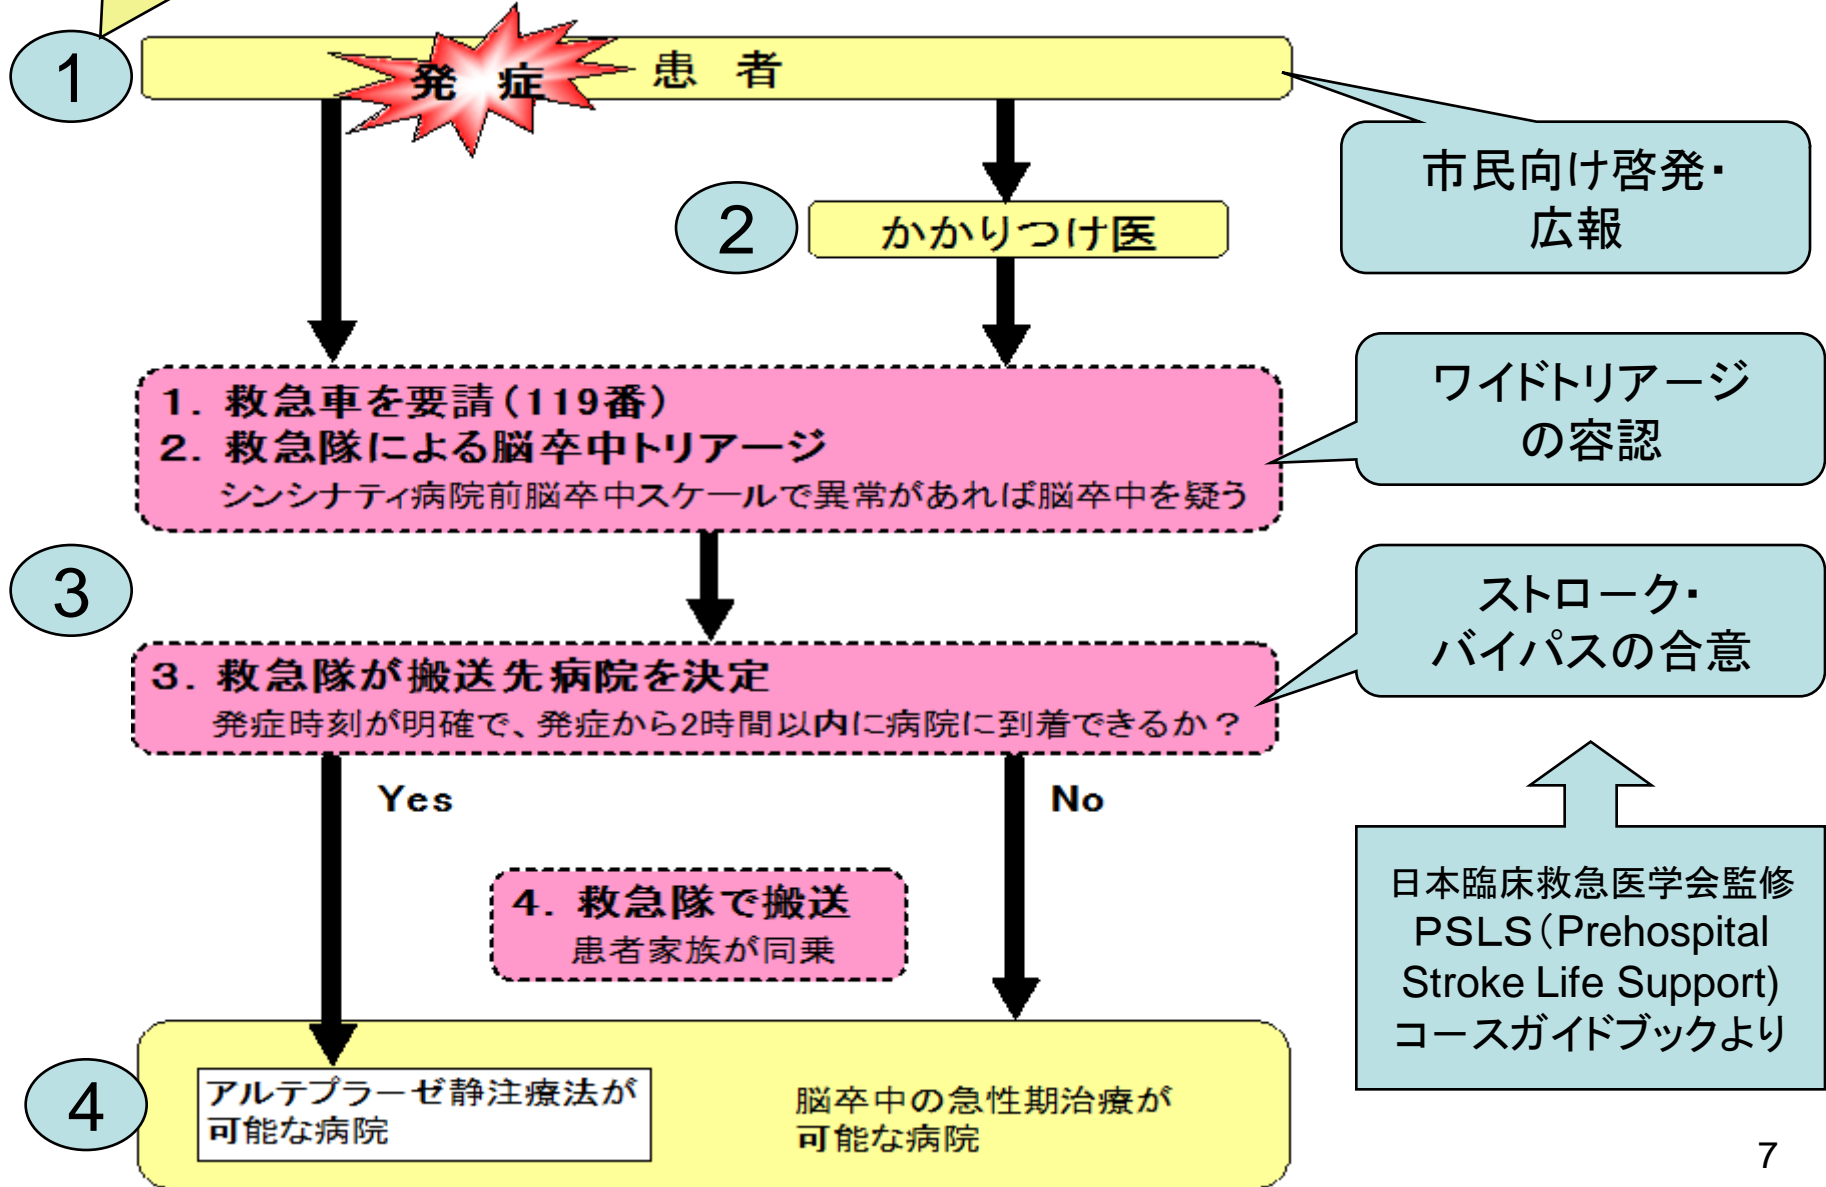 1
発 症
患 者
市民向け啓発・
広報
2
かかりつけ医
1. 救急車を要請（119番）
2. 救急隊による脳卒中トリアージ
シンシナティ病院前脳卒中スケールで異常があれば脳卒中を疑う
ワイドトリアージ
の容認
3
3. 救急隊が搬送先病院を決定
発症時刻が明確で、発症から2時間以内に病院に到着できるか？
ストローク・
バイパスの合意
Yes
No
4. 救急隊で搬送
患者家族が同乗
日本臨床救急医学会監修
PSLS（Prehospital
Stroke Life Support)
コースガイドブックより
4
アルテプラーゼ静注療法が
可能な病院
脳卒中の急性期治療が
可能な病院
7